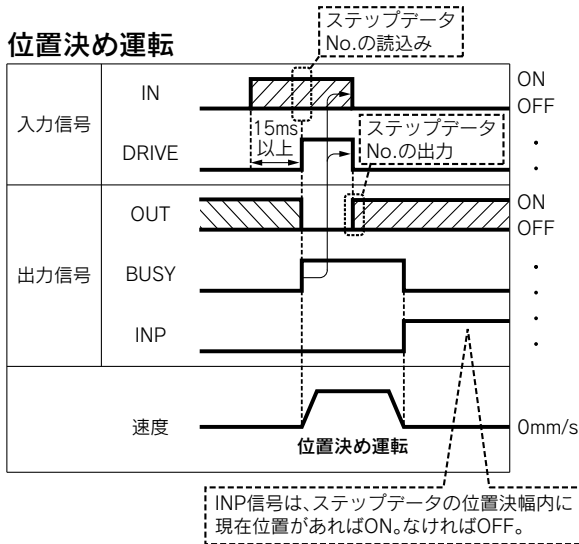 位置決め運転
ステップデータ
No.の読込み
入力信号
IN
ON
OFF
15ms
以上
DRIVE
ステップデータ
No.の出力
出力信号
OUT
ON
OFF
BUSY
INP
速度
0mm/s
位置決め運転
INP信号は、ステップデータの位置決幅内に
現在位置があればON。なければOFF。